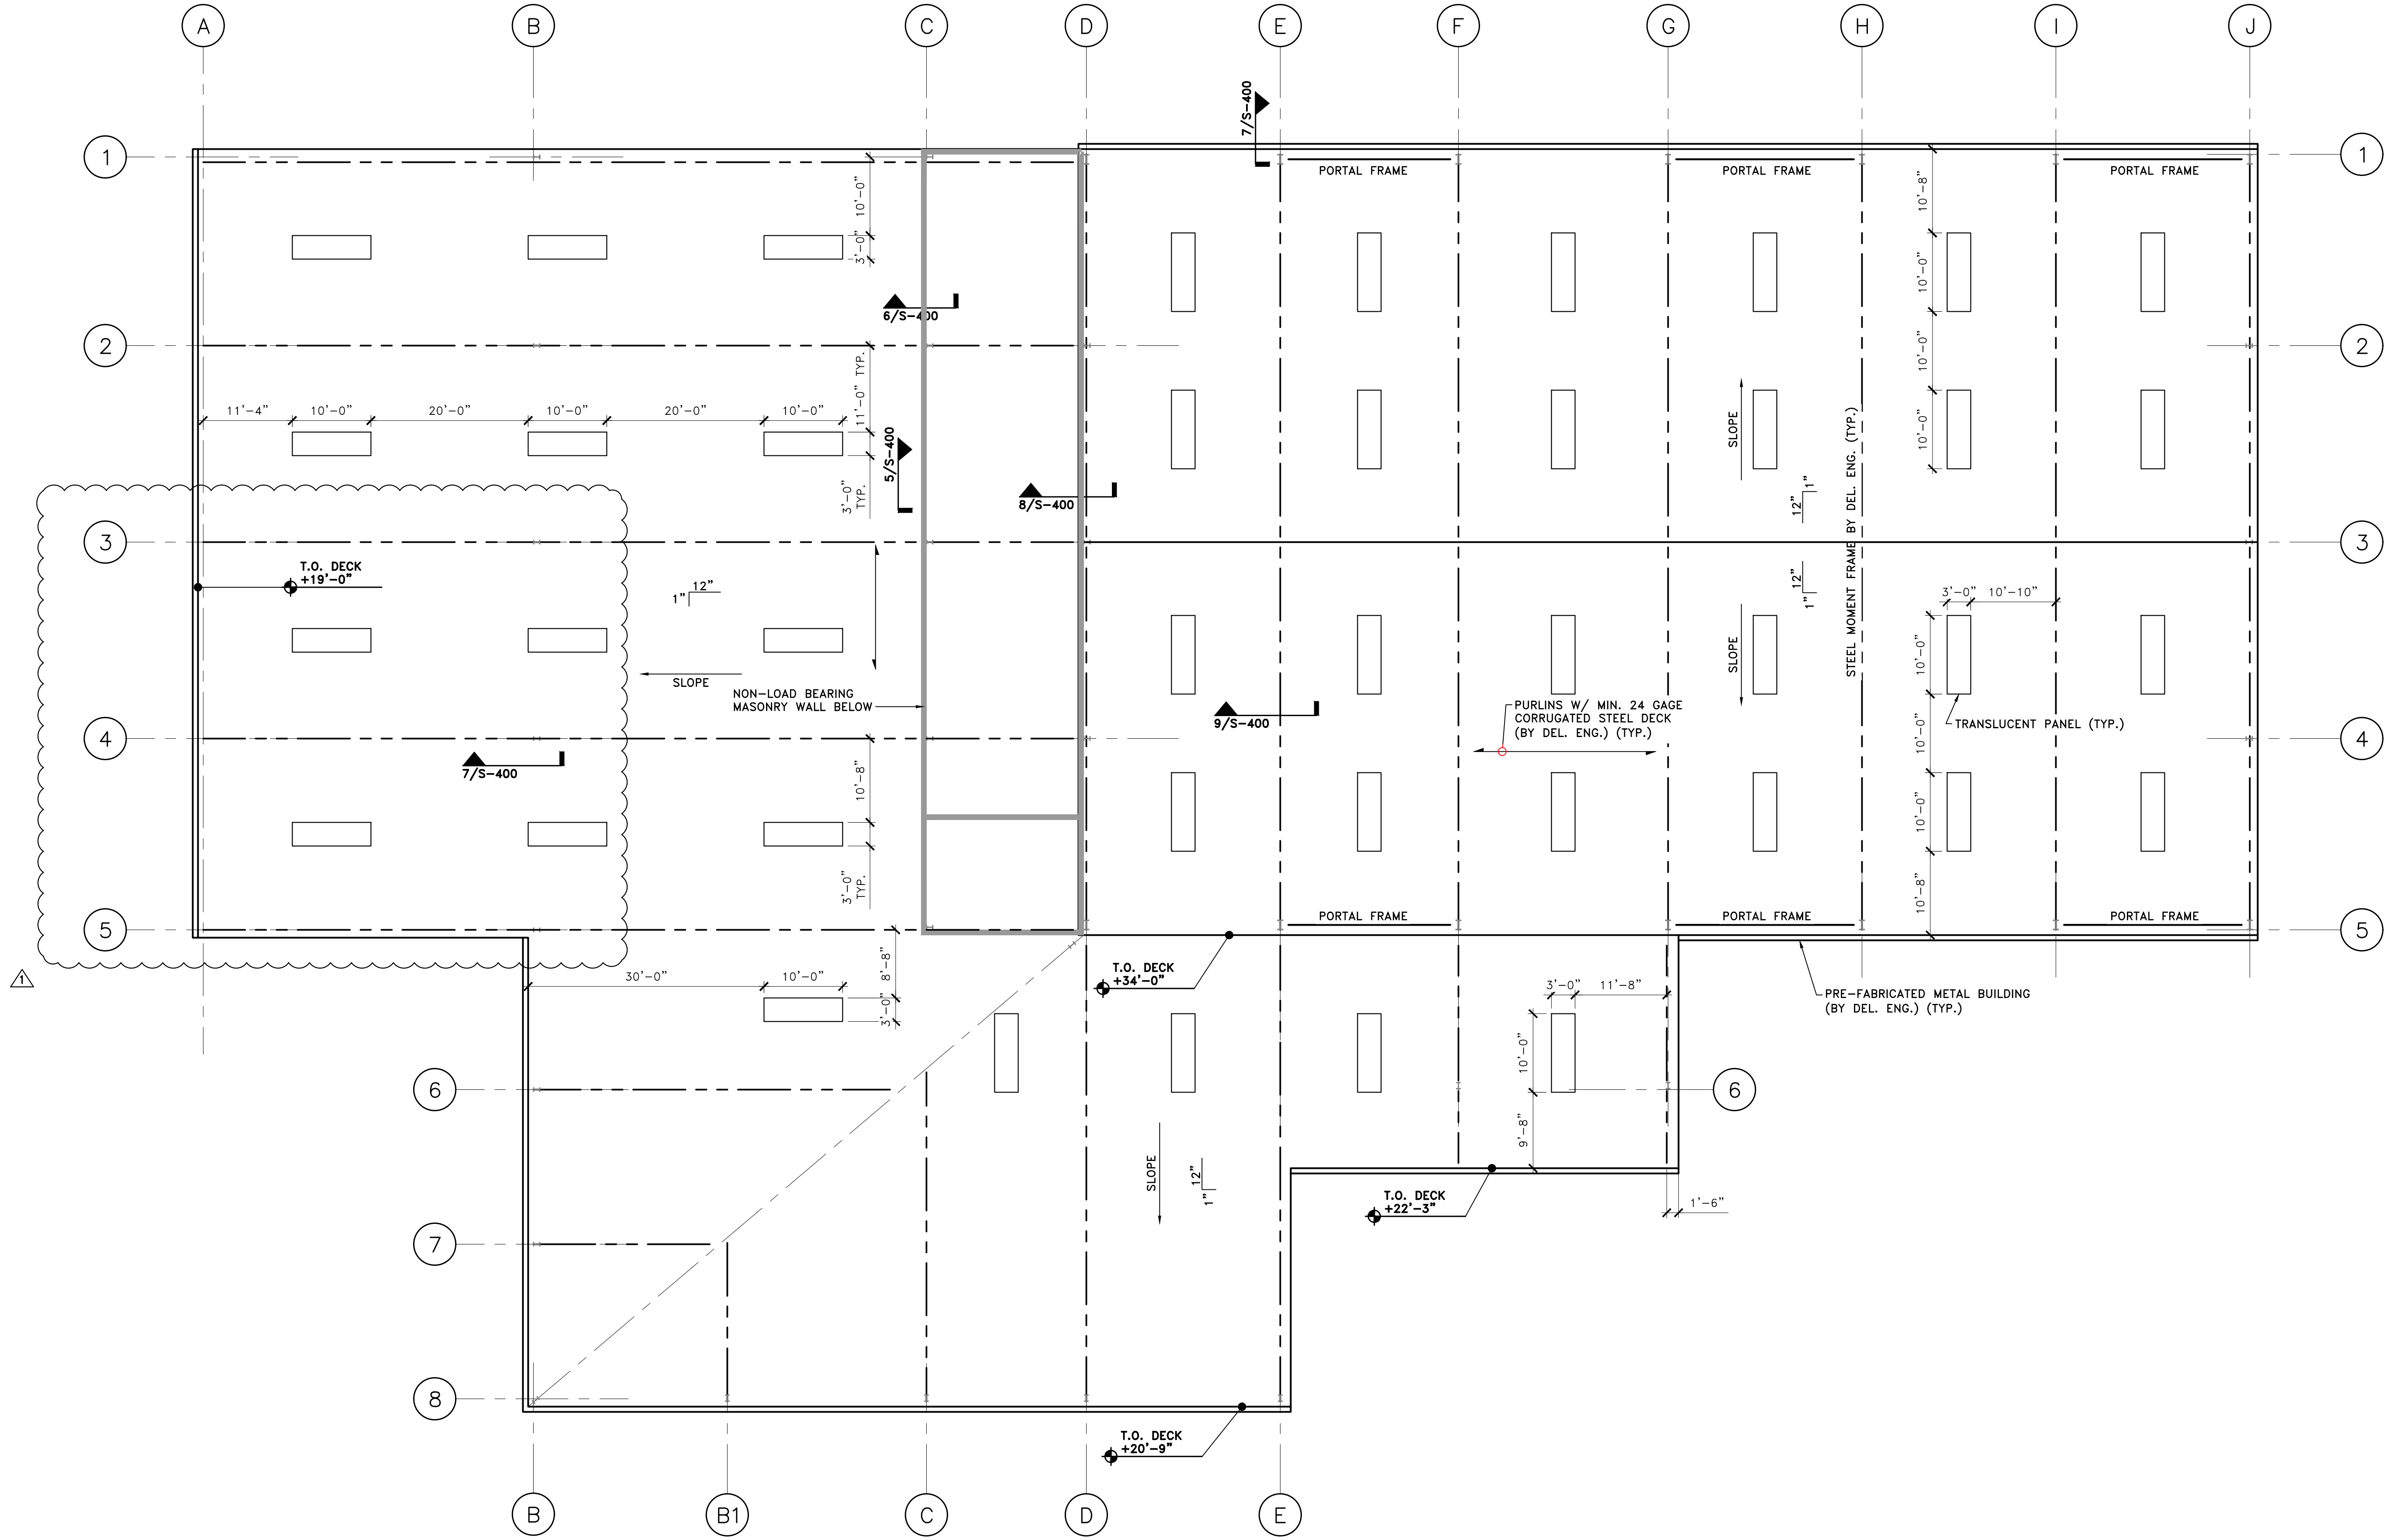 A B C D E F G H I J
7/S-400
1 1
PORTAL FRAME PORTAL FRAME PORTAL FRAME
10'-0"
3'-0"
10'-8"
10'-0"
10'-0"
10'-0"
6/S-400
2 2
11'-0" TYP.
3'-0"
TYP.
11'-4" 10'-0" 20'-0" 10'-0" 20'-0" 10'-0"
5/S-400
8/S-400
SLOPE
12"
1"
STEEL MOMENT FRAME BY DEL. ENG. (TYP.)
3 3
T.O. DECK
+19'-0"
12"
1"
SLOPE
NON-LOAD BEARING
MASONRY WALL BELOW
9/S-400
PURLINS W/ MIN. 24 GAGE
CORRUGATED STEEL DECK
(BY DEL. ENG.) (TYP.)
SLOPE
12"
1"
3'-0" 10'-10"
TRANSLUCENT PANEL (TYP.)
10'-0"
10'-0"
10'-0"
10'-8"
4 4
7/S-400
10'-8"
3'-0"
TYP.
PORTAL FRAME PORTAL FRAME PORTAL FRAME
5 5
1
30'-0" 10'-0"
8'-8"
3'-0"
T.O. DECK
+34'-0"
3'-0" 11'-8"
10'-0"
9'-8"
PRE-FABRICATED METAL BUILDING
(BY DEL. ENG.) (TYP.)
6 6
SLOPE
12"
1"
T.O. DECK
+22'-3"
1'-6"
7
8
T.O. DECK
+20'-9"
B B1 C D E